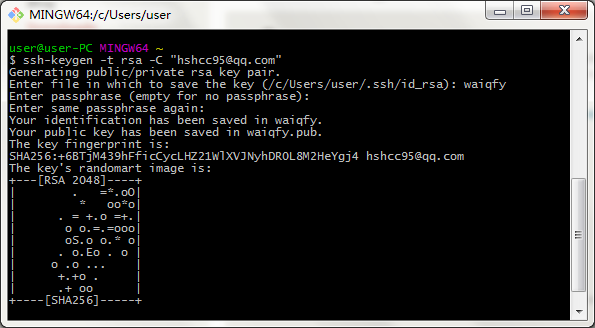 MINGW64:/c/Users/user
user@user-PC MINGW64 ~
$ ssh-keygen -t rsa -C "hshcc95@qq.com"
Generating public/private rsa key pair.
Enter file in which to save the key (/c/Users/user/.ssh/id_rsa): waiqfy
Enter passphrase (empty for no passphrase):
Enter same passphrase again:
Your identification has been saved in waiqfy.
Your public key has been saved in waiqfy.pub.
The key fingerprint is:
SHA256:+6BTjM439hFficCycLHZ21WlXVJNyhDROL8M2HeYgj4 hshcc95@qq.com
The key's randomart image is:
+---[RSA 2048]----+
|        .   =*.oO|
|         *   oo*o|
|      . = +.o =+.|
|       o o.=.=ooo|
|       oS.o o.* o|
|      . o.Eo . o |
|     o .o ...    |
|      +.+o .     |
|      .+ oo      |
+----[SHA256]-----+